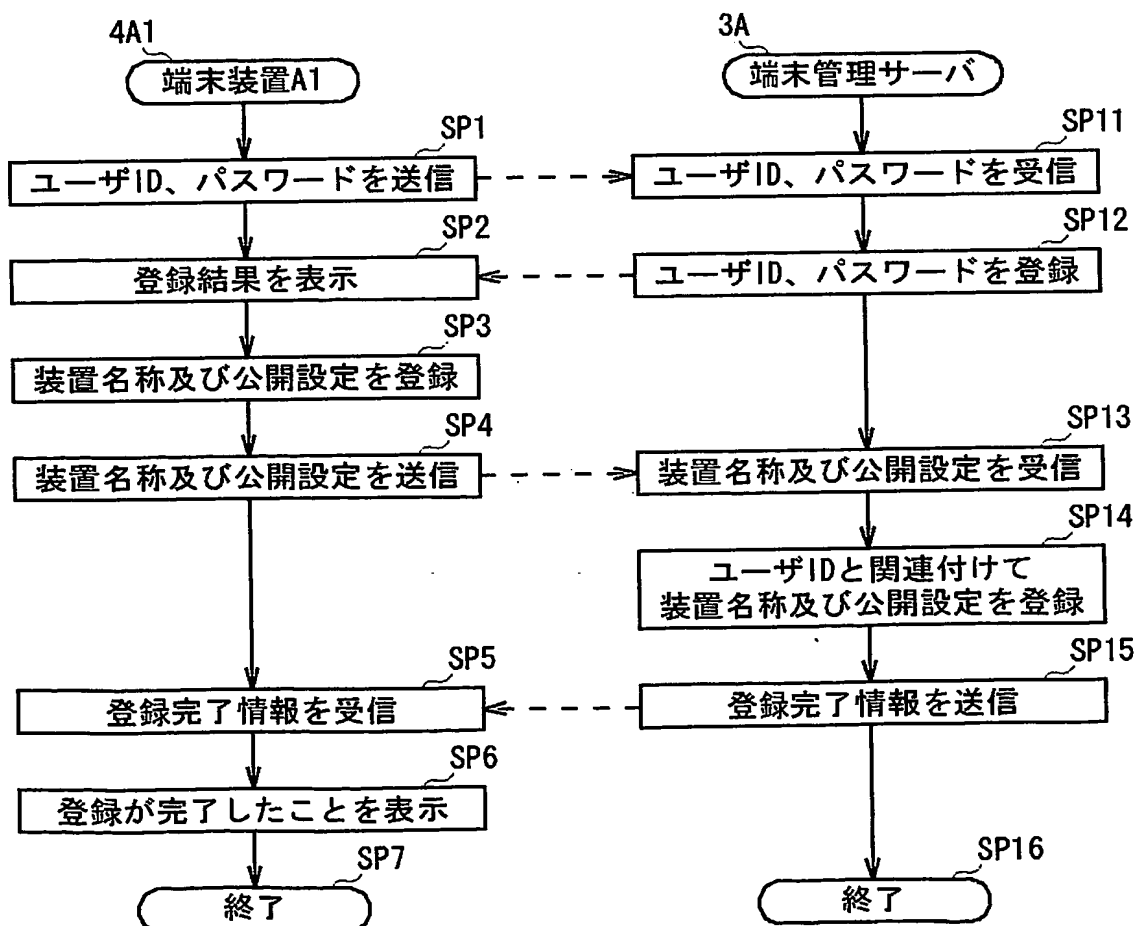 4A1
端末装置A1
SP1
ユーザID、パスワードを送信
SP2
登録結果を表示
SP3
装置名称及び公開設定を登録
SP4
装置名称及び公開設定を送信
SP5
登録完了情報を受信
SP6
登録が完了したことを表示
SP7
終了
3A
端末管理サーバ
SP11
ユーザID、パスワードを受信
SP12
ユーザID、パスワードを登録
SP13
装置名称及び公開設定を受信
SP14
ユーザIDと関連付けて
装置名称及び公開設定を登録
SP15
登録完了情報を送信
SP16
終了